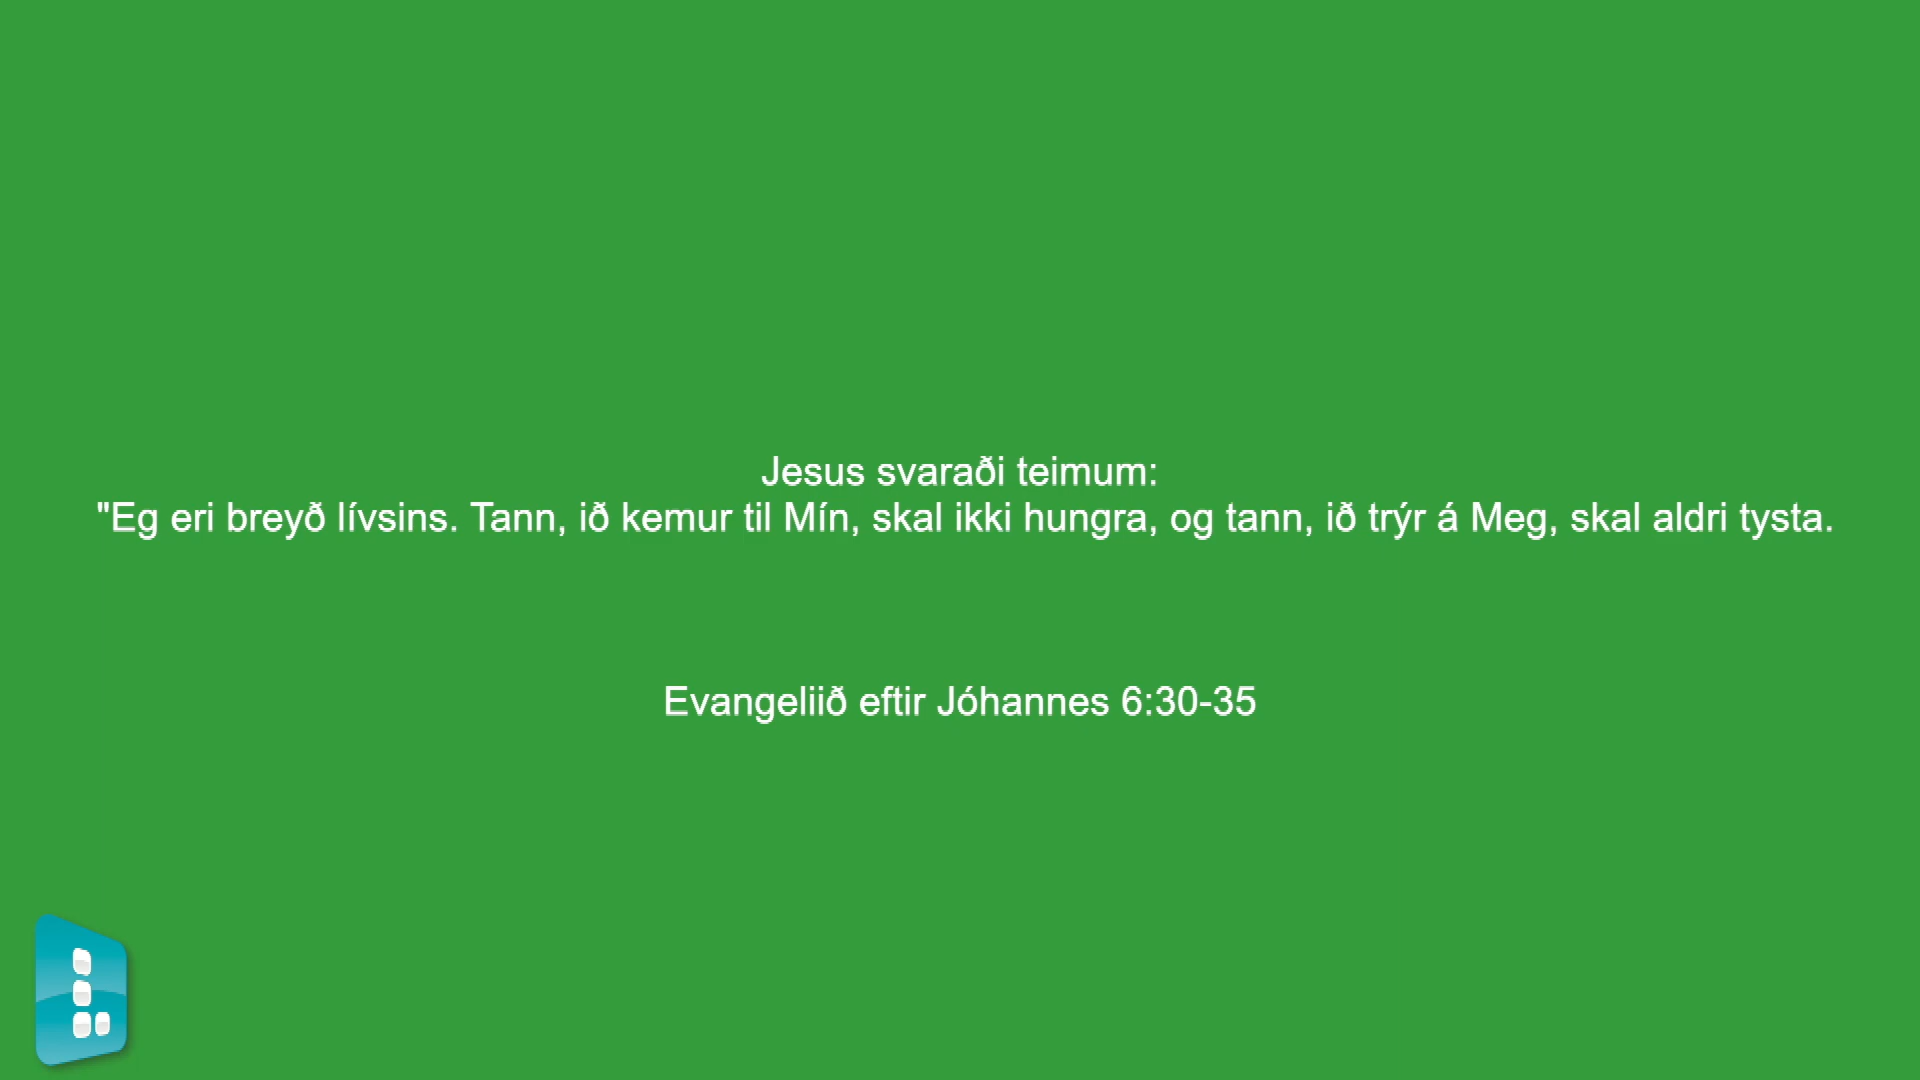 Jesus svaraði teimum:
"Eg eri breyð lívsins. Tann, ið kemur til Mín, skal ikki hungra, og tann, ið trýr á Meg, skal aldri tysta.
Evangeliið eftir Jóhannes 6:30-35